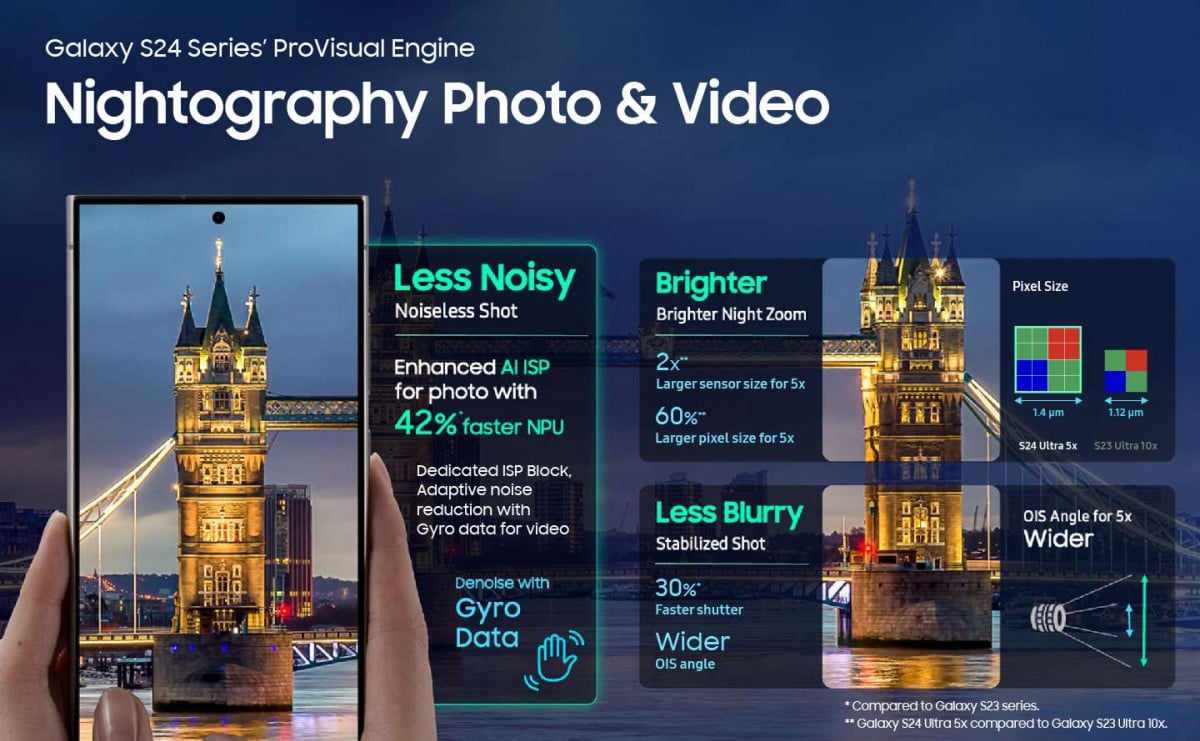 Galaxy S24 Series’ ProVisual Engine
Nightography Photo & Video
Less Noisy
Noiseless Shot
Enhanced AI ISP
for photo with
42%* faster NPU
Dedicated ISP Block,
Adaptive noise
reduction with
Gyro data for video
Denoise with
Gyro
Data
Brighter
Brighter Night Zoom
2x**
Larger sensor size for 5x
60%**
Larger pixel size for 5x
Pixel Size
1.4 μm
1.12 μm
S24 Ultra 5x
S23 Ultra 10x
Less Blurry
Stabilized Shot
30%*
Faster shutter
Wider
OIS angle
OIS Angle for 5x
Wider
* Compared to Galaxy S23 series.
** Galaxy S24 Ultra 5x compared to Galaxy S23 Ultra 10x.